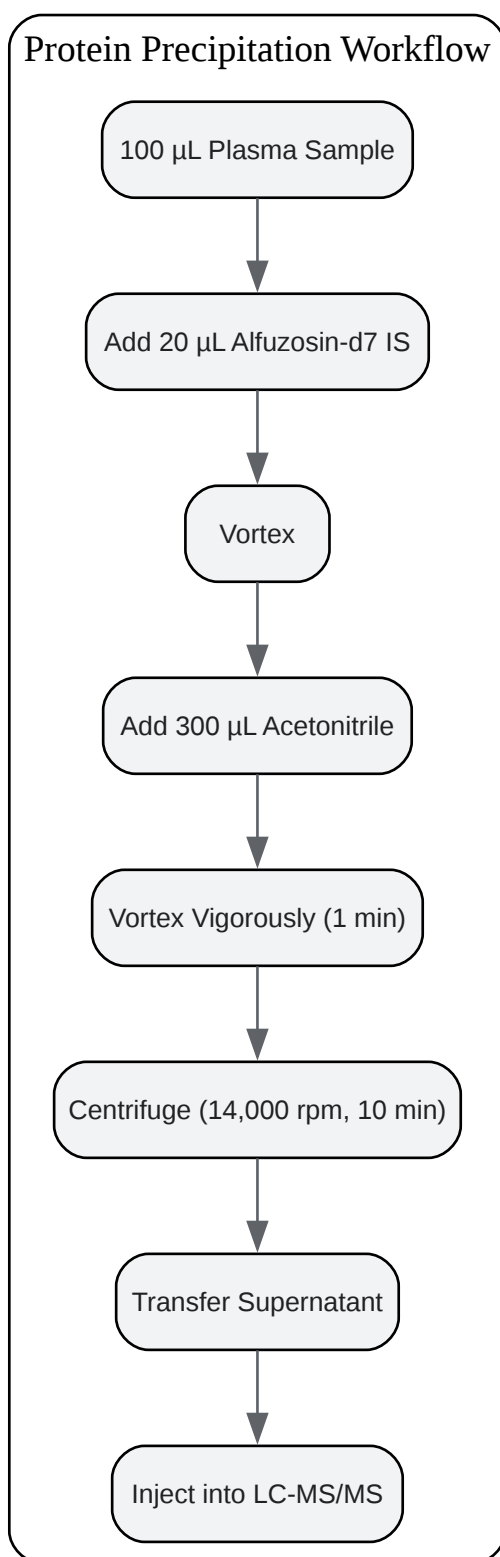 Protein Precipitation Workflow
100 µL Plasma Sample
Add 20 µL Alfuzosin-d7 IS
Vortex
Add 300 µL Acetonitrile
Vortex Vigorously (1 min)
Centrifuge (14,000 rpm, 10 min)
Transfer Supernatant
Inject into LC-MS/MS